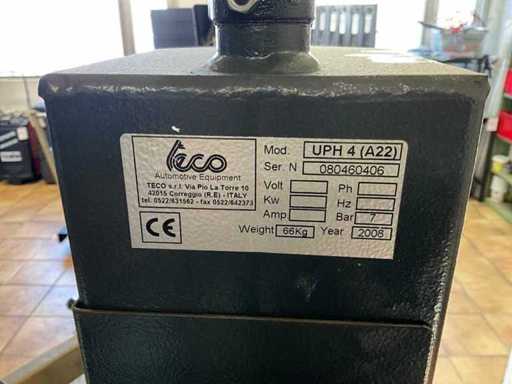 Teco
Automotive Equipment
TECO s.r.l. Via Pio La Torre 10
42015 Correggio (R.E) - ITALY
tel. 0522/631562 - fax 0522/642373
CE
Mod. UPH 4 (A22)
Ser. N 080460406
Volt Ph
Kw Hz
Amp Bar 7
Weight 66Kg Year 2008